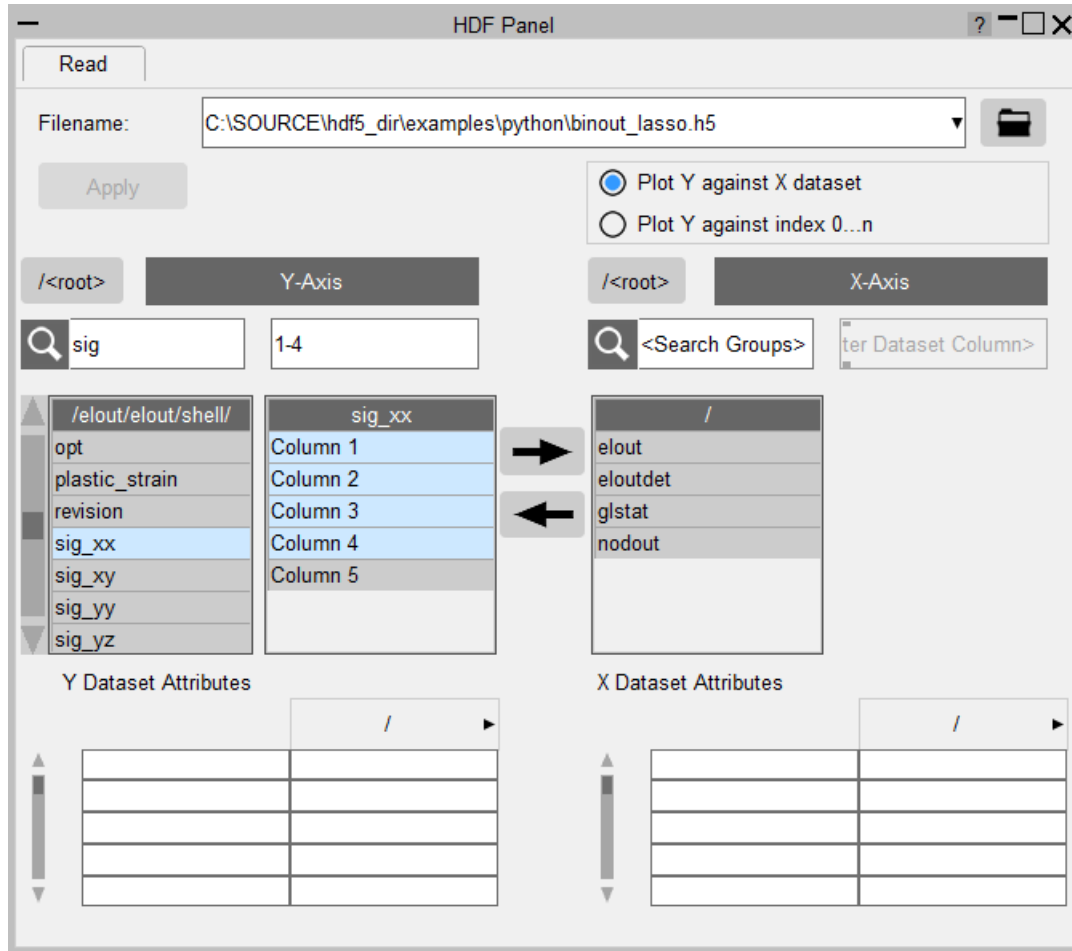 HDF Panel ?
Read
Filename: C:\SOURCE\hdf5_dir\examples\python\binout_lasso.h5
Apply
Plot Y against X dataset
Plot Y against index 0...n
/<root> Y-Axis /<root> X-Axis
sig 1-4 <Search Groups> ter Dataset Column>
/elout/elout/shell/ sig_xx /
opt Column 1 elout
plastic_strain Column 2 eloutdet
revision Column 3 glstat
sig_xx Column 4 nodout
sig_xy Column 5
sig_yy
sig_yz
Y Dataset Attributes X Dataset Attributes
/ /